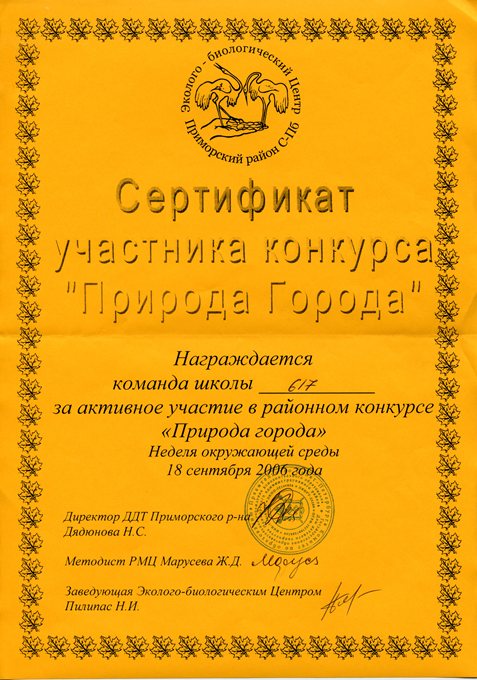 Эколого - биологический Центр
Приморский район С-Пб
Сертификат
участника конкурса
"Природа Города"
Награждается
команда школы 617
за активное участие в районном конкурсе
«Природа города»
Неделя окружающей среды
18 сентября 2006 года
Директор ДДТ Приморского р-на
Дядюнова Н.С.
Методист РМЦ Марусева Ж.Д.
Заведующая Эколого-биологическим Центром
Пилипас Н.И.